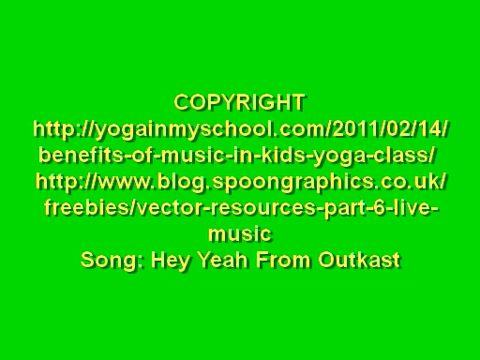 COPYRIGHT
http://yogainmyschool.com/2011/02/14/
benefits-of-music-in-kids-yoga-class/
http://www.blog.spoongraphics.co.uk/
freebies/vector-resources-part-6-live-
music
Song: Hey Yeah From Outkast